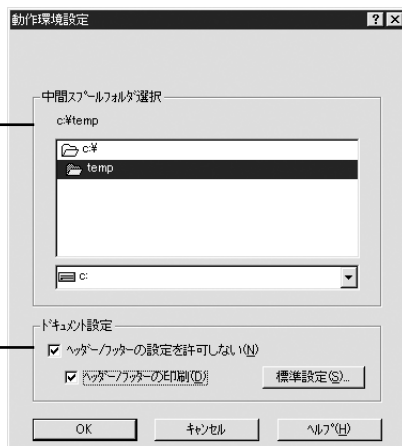 動作環境設定
中間ｽﾌﾟｰﾙﾌｫﾙﾀﾞ選択
c:¥temp
c:¥
temp
c:
ﾄﾞｷｭﾒﾝﾄ設定
ﾍｯﾀﾞｰ/ﾌｯﾀｰの設定を許可しない(N)
ﾍｯﾀﾞｰ/ﾌｯﾀｰの印刷(D)
標準設定(S)...
OK
ｷｬﾝｾﾙ
ﾍﾙﾌﾟ(H)